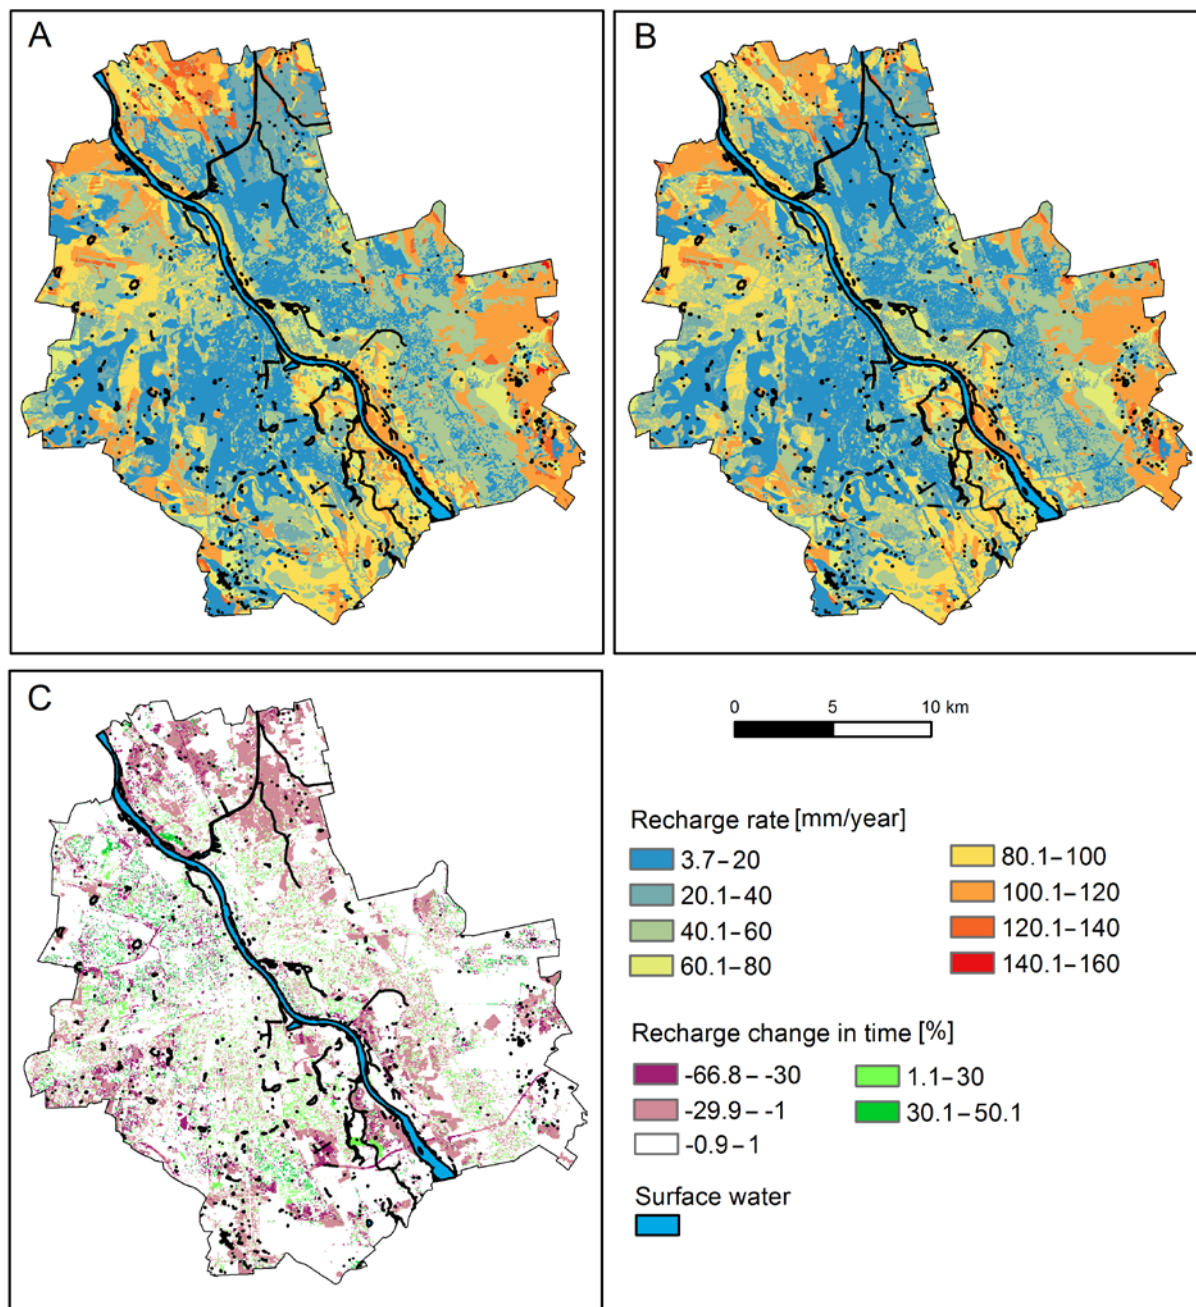 A
B
C
0 5 10 km
Recharge rate [mm/year]
3.7–20 80.1–100
20.1–40 100.1–120
40.1–60 120.1–140
60.1–80 140.1–160
Recharge change in time [%]
-66.8 – -30 1.1–30
-29.9 – -1 30.1–50.1
-0.9 – 1
Surface water